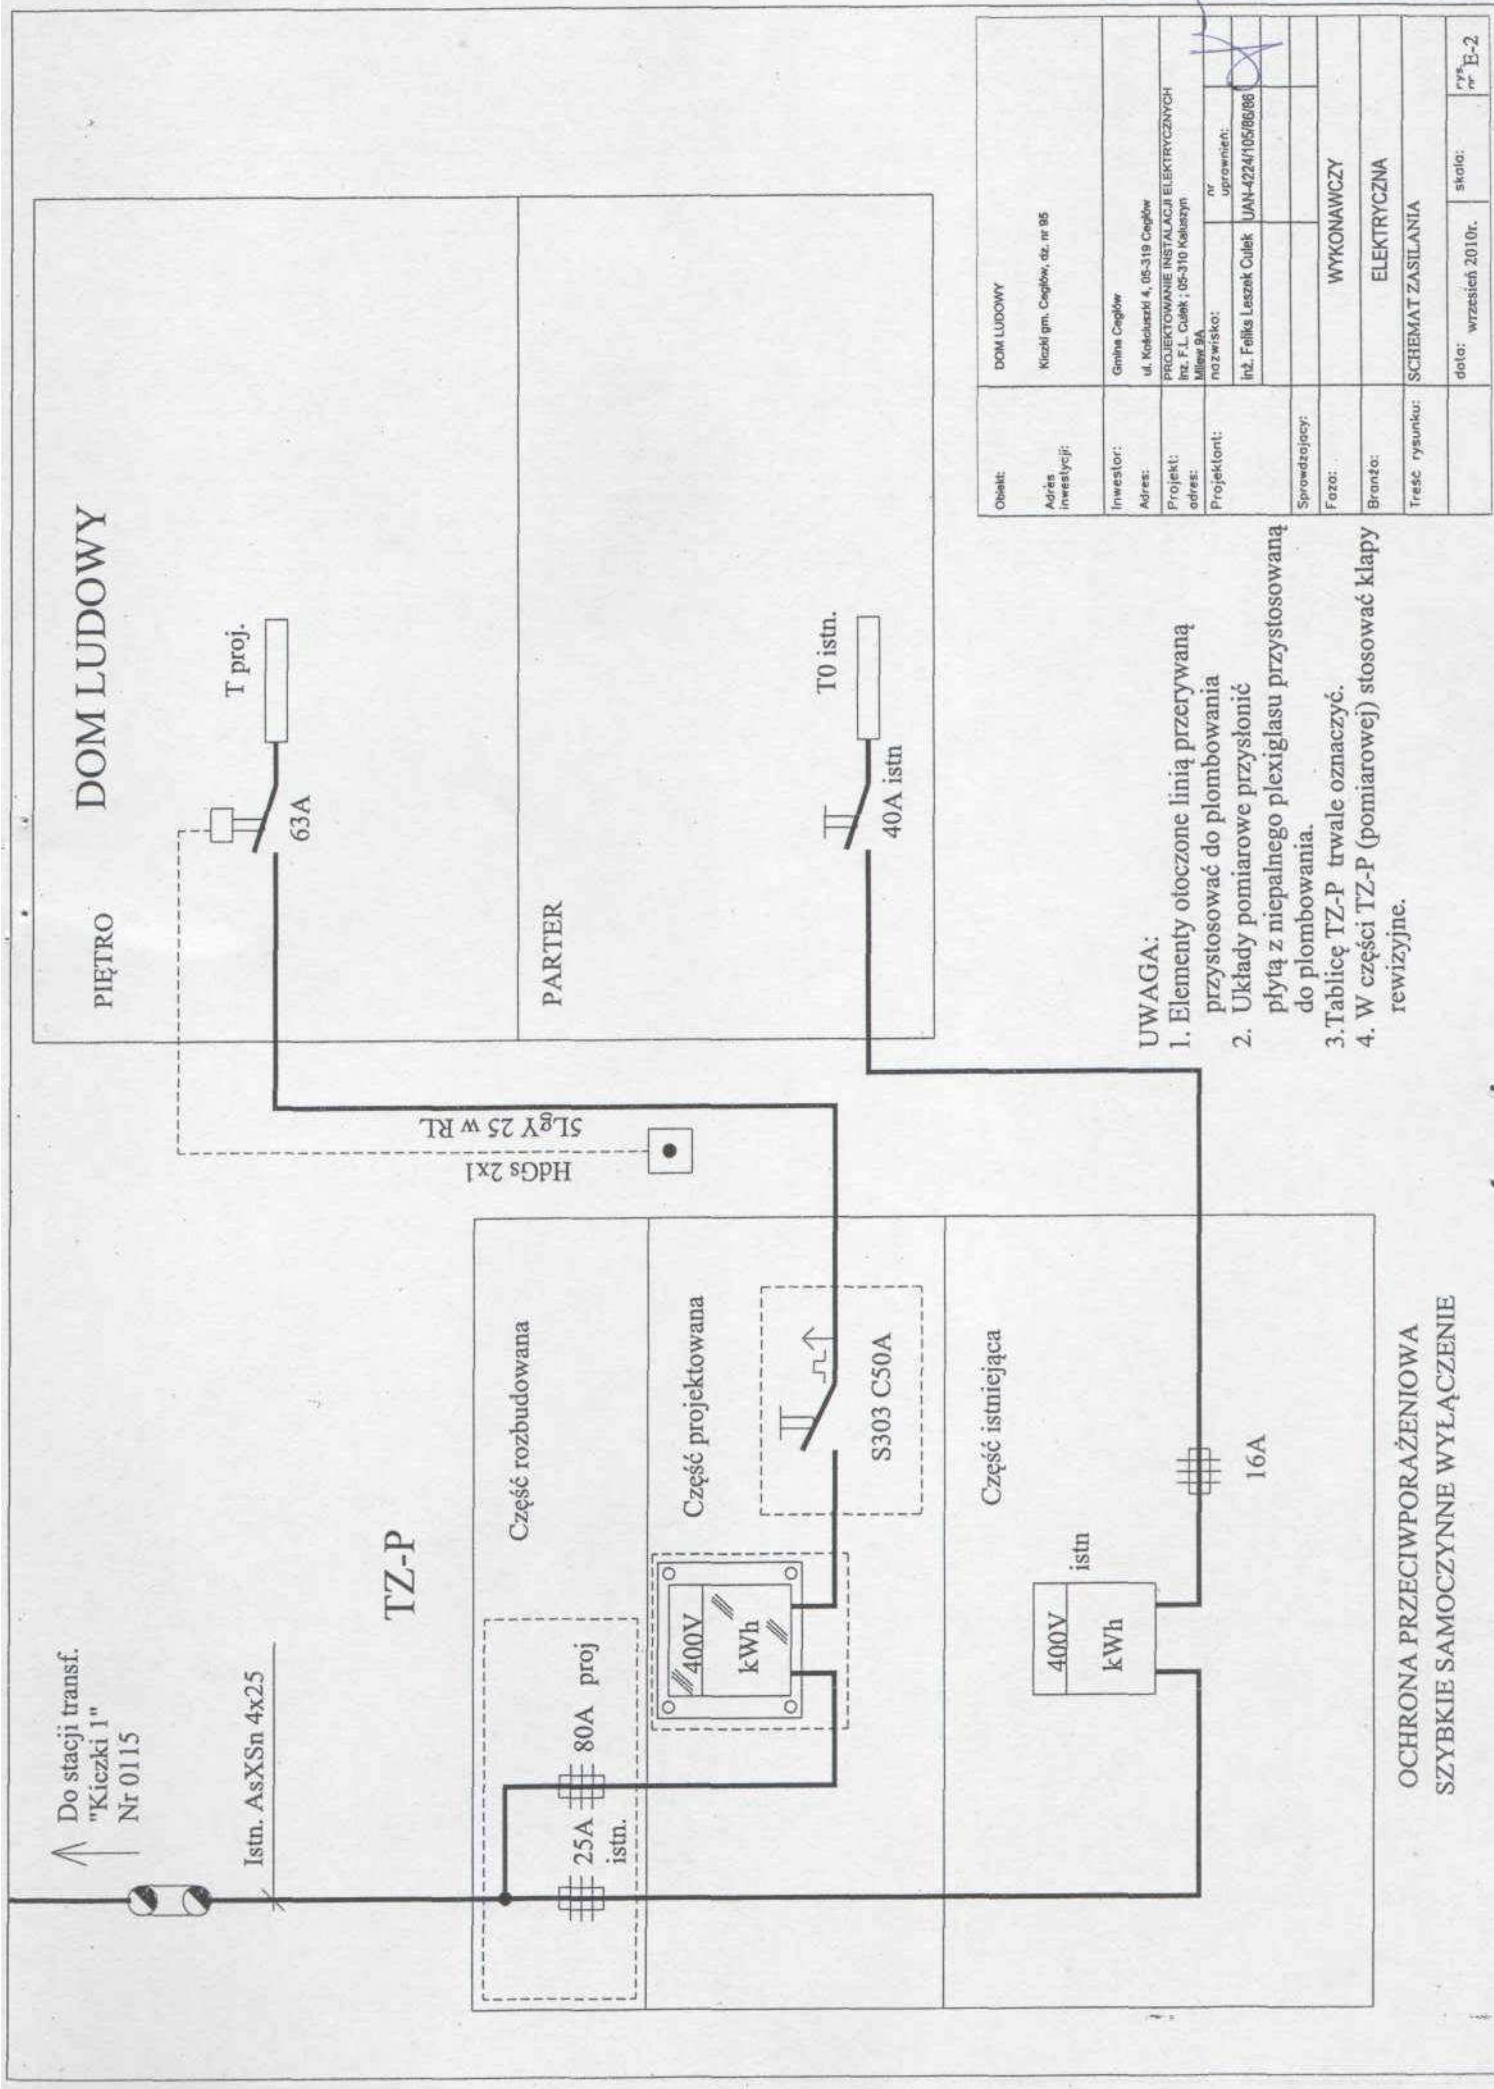 Do stacji transf.
"Kiczki 1"
Nr 0115
Istn. AsXSn 4x25
TZ-P
Część rozbudowana
25A
istn.
80A proj
Część projektowana
400V
kWh
S303 C50A
Część istniejąca
400V
kWh
istn
16A
OCHRONA PRZECIWPORAŻENIOWA
SZYBKIE SAMOCZYNNE WYŁĄCZENIE
HdGs 2x1
5LgY 25 w RL
DOM LUDOWY
PIĘTRO
T proj.
63A
PARTER
T0 istn.
40A istn
UWAGA:
1. Elementy otoczone linią przerywaną
przystosować do plombowania
2. Układy pomiarowe przysłonić
płytą z niepalnego plexiglasu przystosowaną
do plombowania.
3.Tablicę TZ-P trwale oznaczyć.
4. W części TZ-P (pomiarowej) stosować klapy
rewizyjne.
Obiekt: DOM LUDOWY
Adres inwestycji: Kiczki gm. Cegłów, dz. nr 95
Inwestor: Gmina Cegłów
Adres: ul. Kościuszki 4, 05-319 Cegłów
Projekt: PROJEKTOWANIE INSTALACJI ELEKTRYCZNYCH
adres: inż. F.L. Culek ; 05-310 Kałuszyn
Milew 9A
Projektant: nazwisko: nr uprawnień:
inż. Feliks Leszek Culek UAN-4224/105/86/86
Sprawdzający:
Faza: WYKONAWCZY
Branża: ELEKTRYCZNA
Treść rysunku: SCHEMAT ZASILANIA
data: wrzesień 2010r. skala: rys. nr E-2